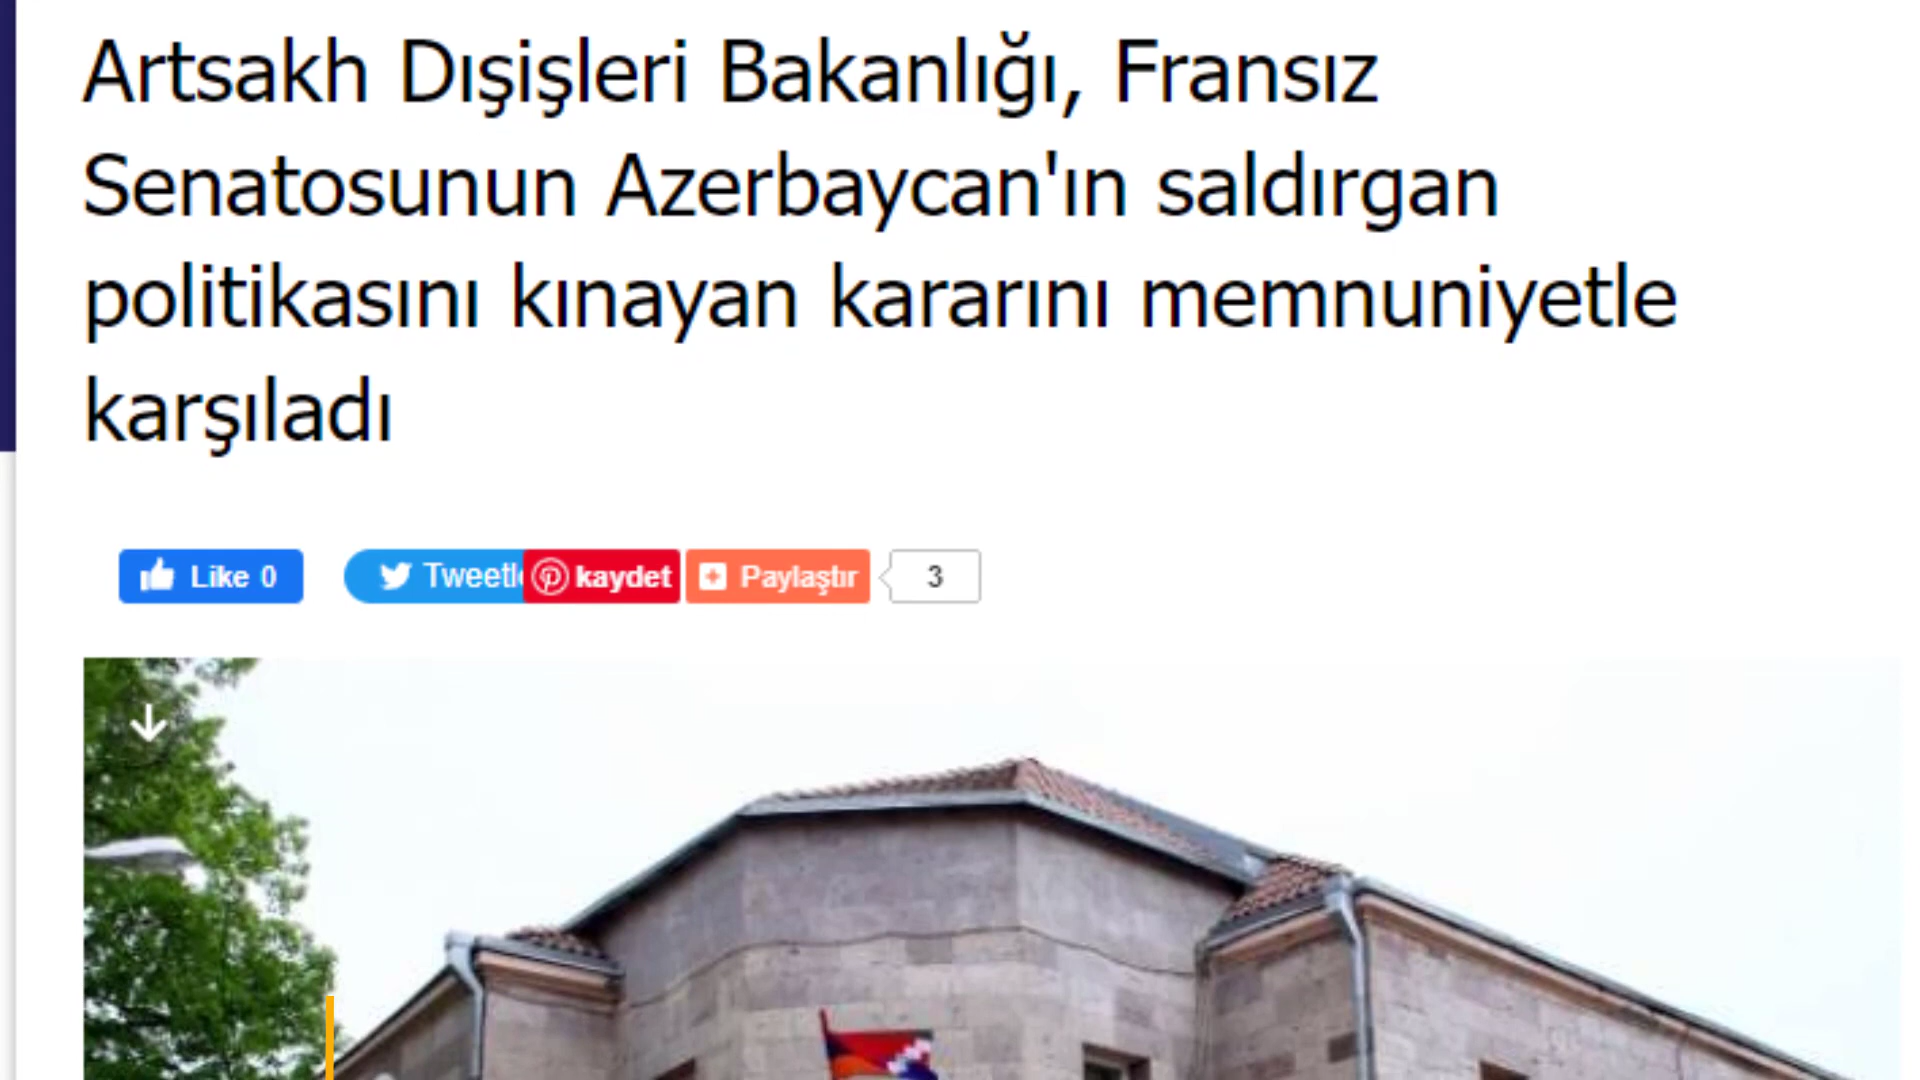 Artsakh Dışişleri Bakanlığı, Fransız
Senatosunun Azerbaycan'ın saldırgan
politikasını kınayan kararını memnuniyetle
karşıladı
Like 0
Tweetl
kaydet
Paylaştır
3